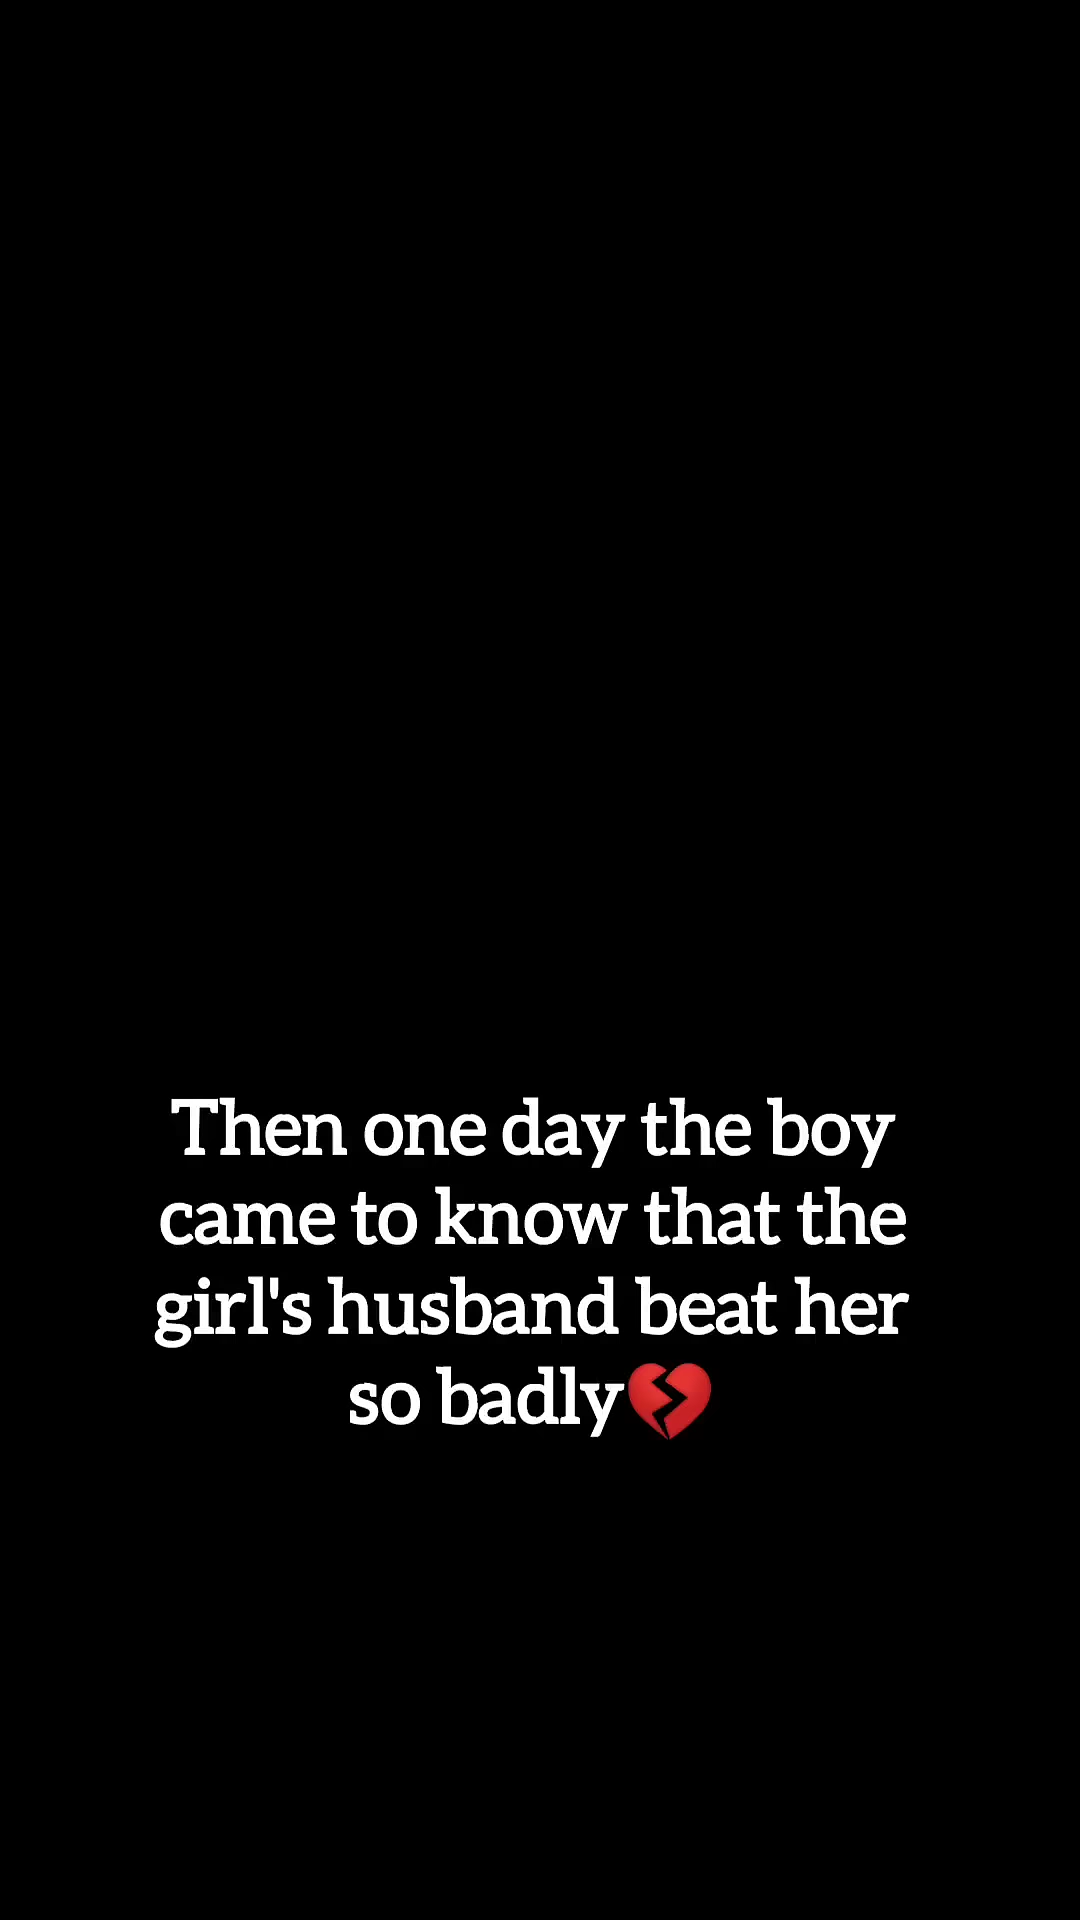 Then one day the boy
came to know that the
girl's husband beat her
so badly💔